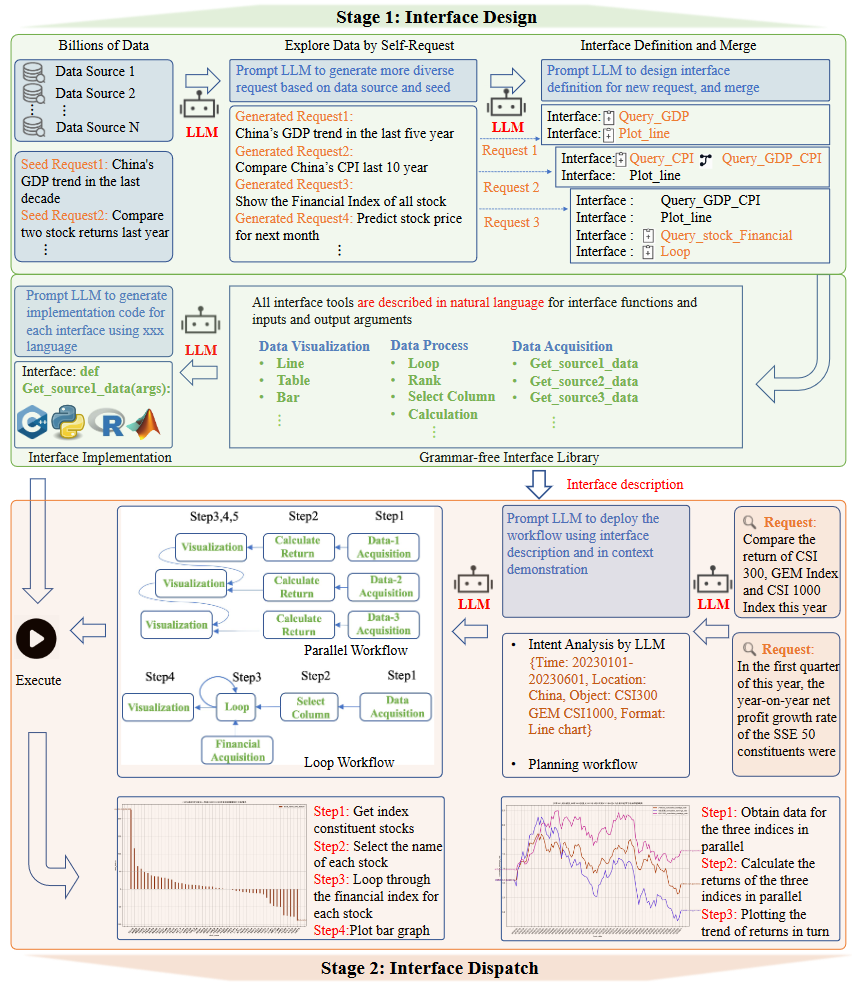 Stage 1: Interface Design
Billions of Data
Data Source 1
Data Source 2
⋮ ⋮
Data Source N
Seed Request1: China's
GDP trend in the last
decade
Seed Request2: Compare
two stock returns last year
⋮
LLM
Explore Data by Self-Request
Prompt LLM to generate more diverse
request based on data source and seed
Generated Request1:
China's GDP trend in the last five year
Generated Request2:
Compare China's CPI last 10 year
Generated Request3:
Show the Financial Index of all stock
Generated Request4: Predict stock price
for next month
⋮
LLM
Request 1
Request 2
Request 3
Interface Definition and Merge
Prompt LLM to design interface
definition for new request, and merge
Interface: Query_GDP
Interface: Plot_line
Interface: Query_CPI Query_GDP_CPI
Interface: Plot_line
Interface : Query_GDP_CPI
Interface : Plot_line
Interface : Query_stock_Financial
Interface : Loop
Prompt LLM to generate
implementation code for
each interface using xxx
language
LLM
Interface: def
Get_source1_data(args):
Interface Implementation
All interface tools are described in natural language for interface functions and
inputs and output arguments
Data Visualization
• Line
• Table
• Bar
⋮
Data Process
• Loop
• Rank
• Select Column
• Calculation
⋮
Data Acquisition
• Get_source1_data
• Get_source2_data
• Get_source3_data
⋮
Grammar-free Interface Library
Interface description
Request:
Compare the
return of CSI
300, GEM Index
and CSI 1000
Index this year
Request:
In the first quarter
of this year, the
year-on-year net
profit growth rate
of the SSE 50
constituents were
LLM
Prompt LLM to deploy the
workflow using interface
description and in context
demonstration
• Intent Analysis by LLM
{Time: 20230101-
20230601, Location:
China, Object: CSI300
GEM CSI1000, Format:
Line chart}
• Planning workflow
LLM
Step3,4,5 Step2 Step1
Visualization Calculate Return Data-1 Acquisition
Visualization Calculate Return Data-2 Acquisition
Visualization Calculate Return Data-3 Acquisition
Parallel Workflow
Step4 Step3 Step2 Step1
Visualization Loop Select Column Data Acquisition
Financial Acquisition
Loop Workflow
Execute
Step1: Get index
constituent stocks
Step2: Select the name
of each stock
Step3: Loop through
the financial index for
each stock
Step4:Plot bar graph
Step1: Obtain data for
the three indices in
parallel
Step2: Calculate the
returns of the three
indices in parallel
Step3: Plotting the
trend of returns in turn
Stage 2: Interface Dispatch